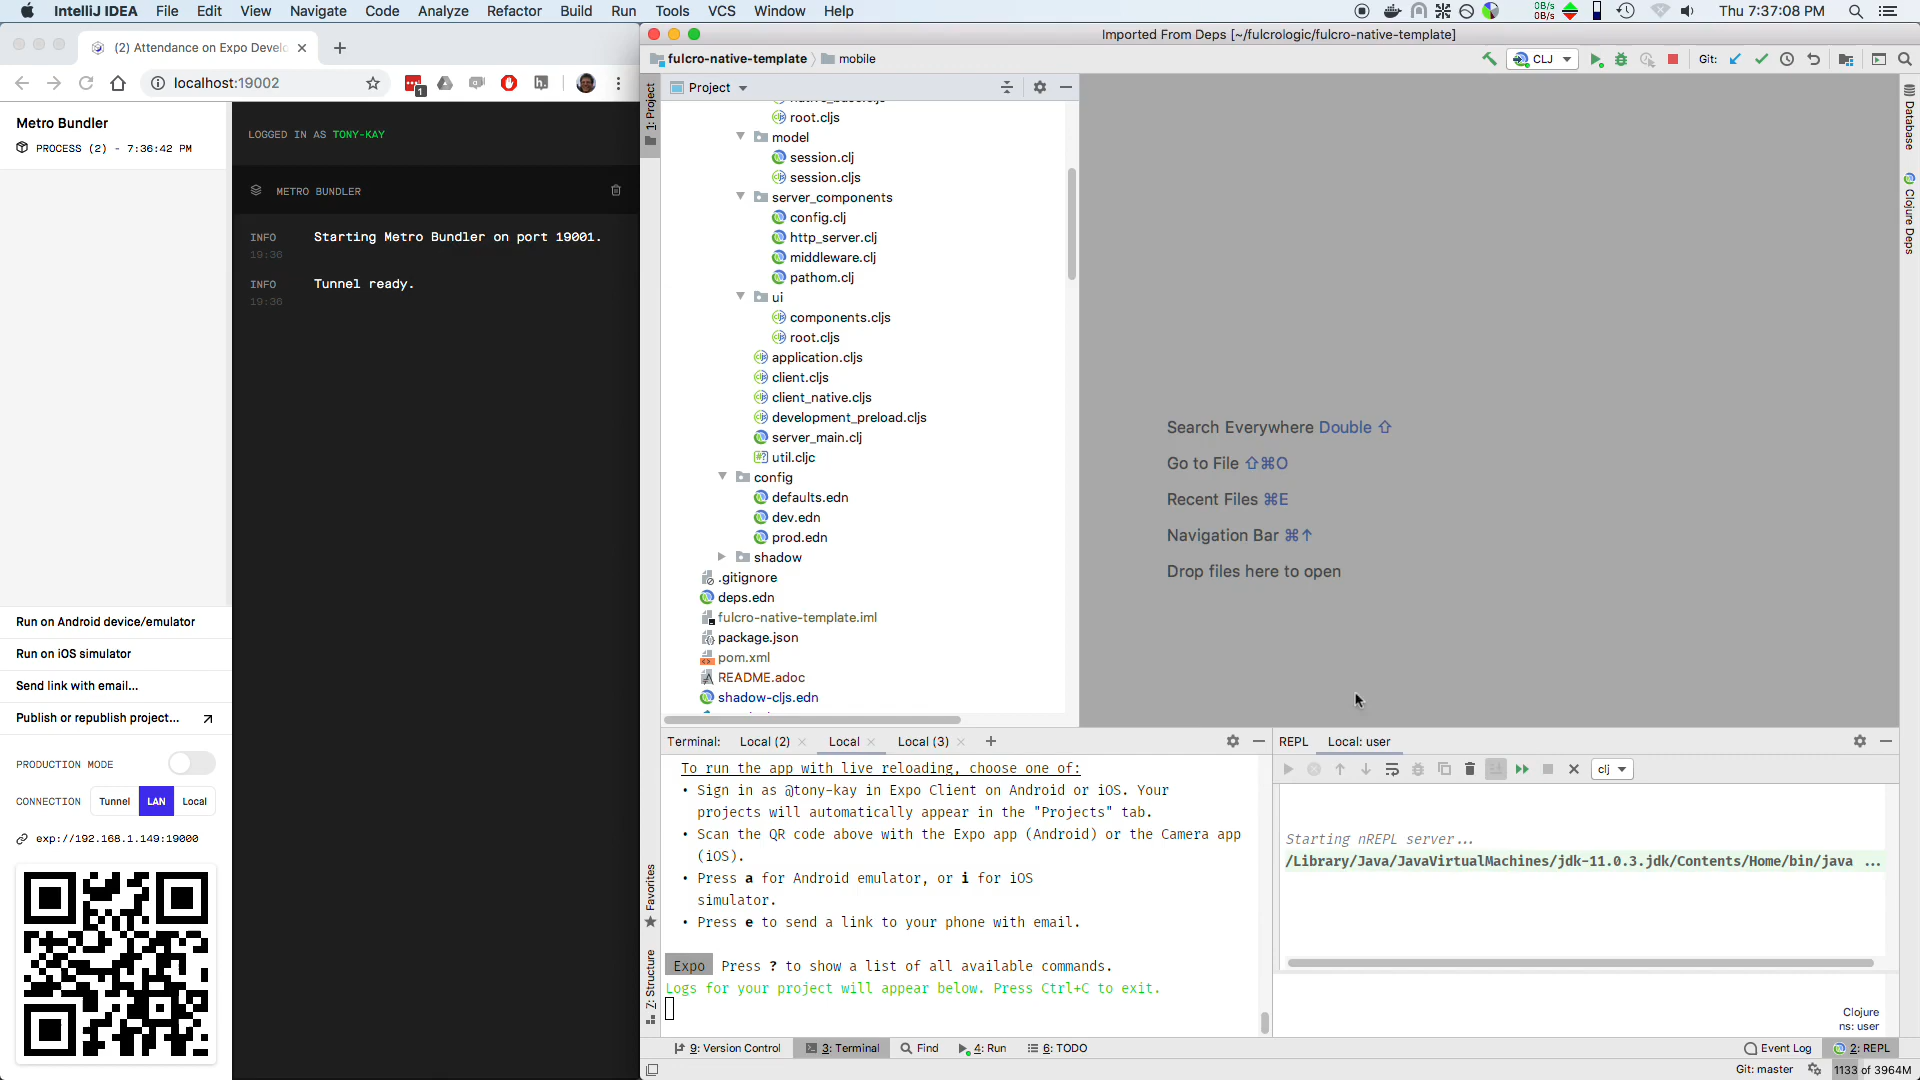 IntelliJ IDEA File Edit View Navigate Code Analyze Refactor Build Run Tools VCS Window Help
0B/s
0B/s
Thu 7:37:08 PM
(2) Attendance on Expo Develo
localhost:19002
1
Metro Bundler
PROCESS (2) - 7:36:42 PM
LOGGED IN AS TONY-KAY
METRO BUNDLER
INFO Starting Metro Bundler on port 19001.
19:36
INFO Tunnel ready.
19:36
Run on Android device/emulator
Run on iOS simulator
Send link with email...
Publish or republish project...
PRODUCTION MODE
CONNECTION Tunnel LAN Local
exp://192.168.1.149:19000
Imported From Deps [~/fulcrologic/fulcro-native-template]
fulcro-native-template mobile
CLJ
Git:
1: Project
Project
root.cljs
model
session.clj
session.cljs
server_components
config.clj
http_server.clj
middleware.clj
pathom.clj
ui
components.cljs
root.cljs
application.cljs
client.cljs
client_native.cljs
development_preload.cljs
server_main.clj
util.cljc
config
defaults.edn
dev.edn
prod.edn
shadow
.gitignore
deps.edn
fulcro-native-template.iml
package.json
pom.xml
README.adoc
shadow-cljs.edn
Search Everywhere Double ⇧
Go to File ⇧⌘O
Recent Files ⌘E
Navigation Bar ⌘↑
Drop files here to open
Database
Clojure Deps
Terminal: Local (2) Local Local (3)
To run the app with live reloading, choose one of:
• Sign in as @tony-kay in Expo Client on Android or iOS. Your
projects will automatically appear in the "Projects" tab.
• Scan the QR code above with the Expo app (Android) or the Camera app
(iOS).
• Press a for Android emulator, or i for iOS
simulator.
• Press e to send a link to your phone with email.
Expo Press ? to show a list of all available commands.
Logs for your project will appear below. Press Ctrl+C to exit.
Favorites
7: Structure
REPL Local: user
clj
Starting nREPL server...
/Library/Java/JavaVirtualMachines/jdk-11.0.3.jdk/Contents/Home/bin/java ...
Clojure
ns: user
9: Version Control 3: Terminal Find 4: Run 6: TODO
Event Log 2: REPL
Git: master 1133 of 3964M